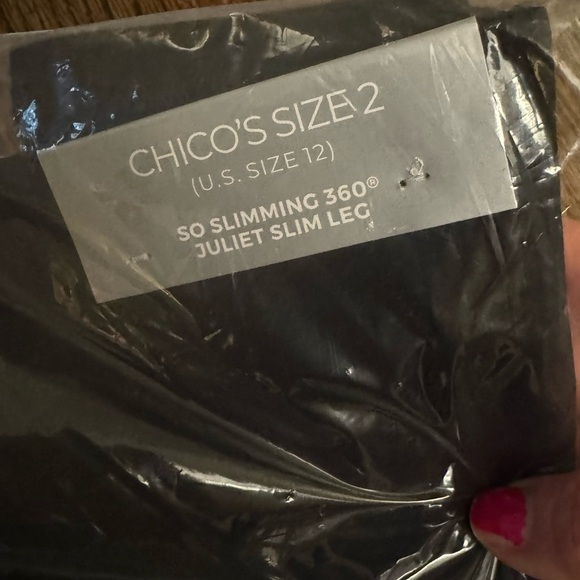 CHICO'S SIZE 2
(U.S. SIZE 12)
SO SLIMMING 360®
JULIET SLIM LEG